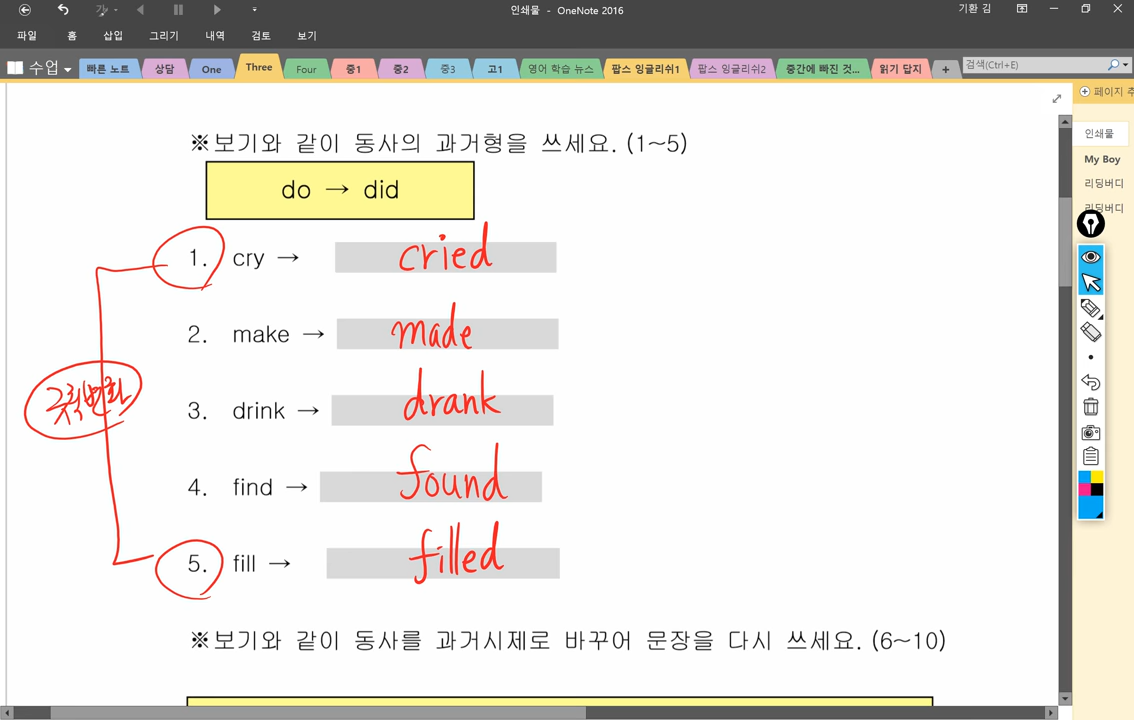 인쇄물 - OneNote 2016
기환 김
파일 홈 삽입 그리기 내역 검토 보기
수업 빠른 노트 상담 One Three Four 중1 중2 중3 고1 영어 학습 뉴스 팝스 잉글리쉬1 팝스 잉글리쉬2 중간에 빠진 것... 읽기 답지 + 검색(Ctrl+E)
페이지 추
인쇄물
My Boy
리딩버디
리딩버디
※보기와 같이 동사의 과거형을 쓰세요. (1~5)
do → did
1. cry → cried
2. make → made
3. drink → drank
규칙변화
4. find → found
5. fill → filled
※보기와 같이 동사를 과거시제로 바꾸어 문장을 다시 쓰세요. (6~10)